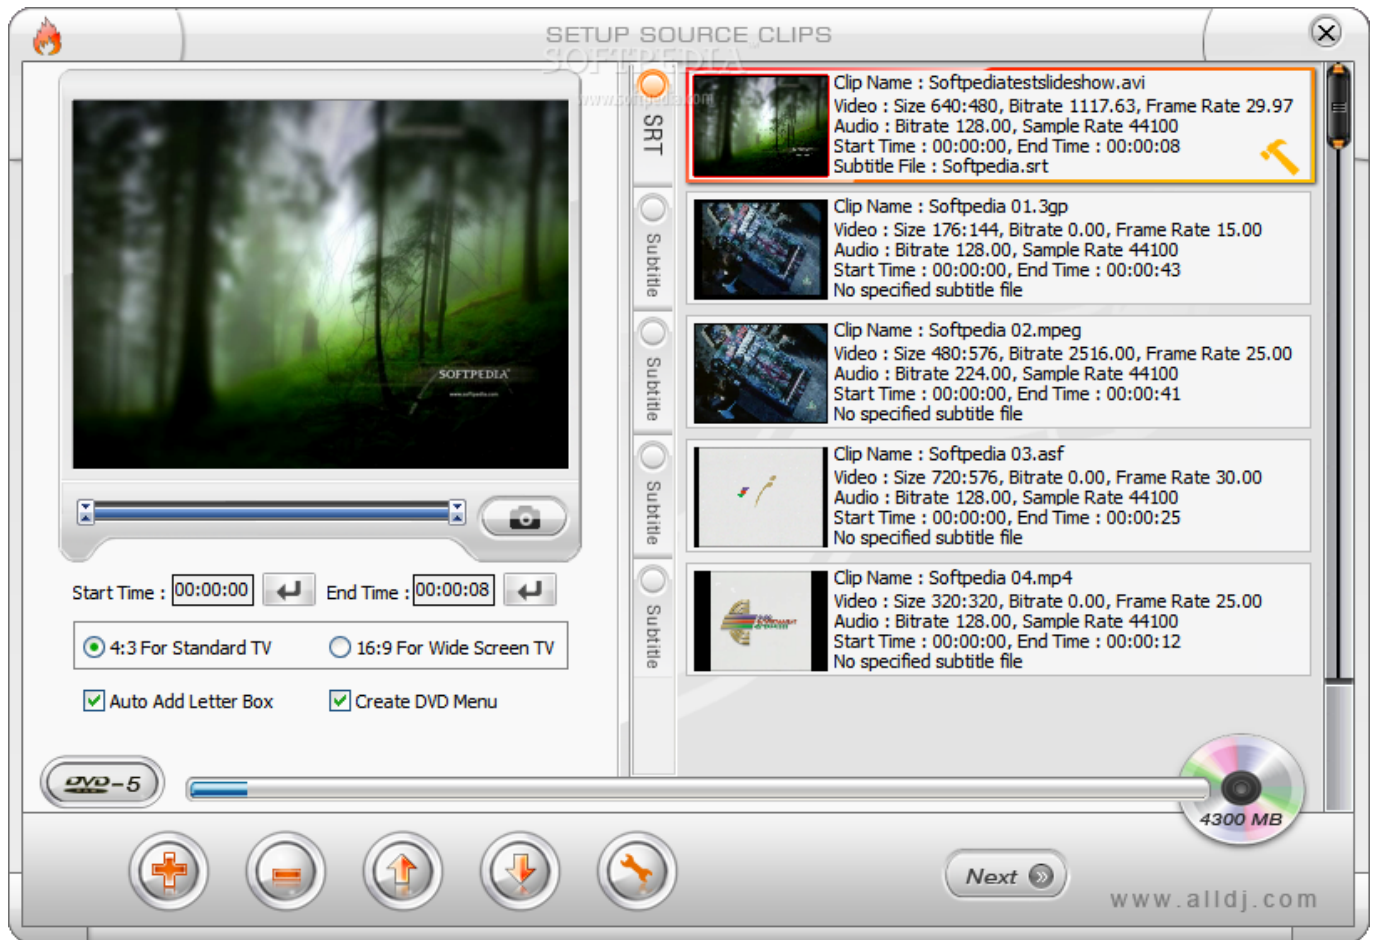 SETUP SOURCE CLIPS
SOFTPEDIA
www.softpedia.com
SOFTPEDIA
www.softpedia.com
Start Time : 00:00:00
End Time : 00:00:08
4:3 For Standard TV
16:9 For Wide Screen TV
Auto Add Letter Box
Create DVD Menu
SRT
Clip Name : Softpediatestslideshow.avi
Video : Size 640:480, Bitrate 1117.63, Frame Rate 29.97
Audio : Bitrate 128.00, Sample Rate 44100
Start Time : 00:00:00, End Time : 00:00:08
Subtitle File : Softpedia.srt
Subtitle
Clip Name : Softpedia 01.3gp
Video : Size 176:144, Bitrate 0.00, Frame Rate 15.00
Audio : Bitrate 128.00, Sample Rate 44100
Start Time : 00:00:00, End Time : 00:00:43
No specified subtitle file
Subtitle
Clip Name : Softpedia 02.mpeg
Video : Size 480:576, Bitrate 2516.00, Frame Rate 25.00
Audio : Bitrate 224.00, Sample Rate 44100
Start Time : 00:00:00, End Time : 00:00:41
No specified subtitle file
Subtitle
Clip Name : Softpedia 03.asf
Video : Size 720:576, Bitrate 0.00, Frame Rate 30.00
Audio : Bitrate 128.00, Sample Rate 44100
Start Time : 00:00:00, End Time : 00:00:25
No specified subtitle file
Subtitle
Clip Name : Softpedia 04.mp4
Video : Size 320:320, Bitrate 0.00, Frame Rate 25.00
Audio : Bitrate 128.00, Sample Rate 44100
Start Time : 00:00:00, End Time : 00:00:12
No specified subtitle file
DVD-5
4300 MB
Next
www.alldj.com